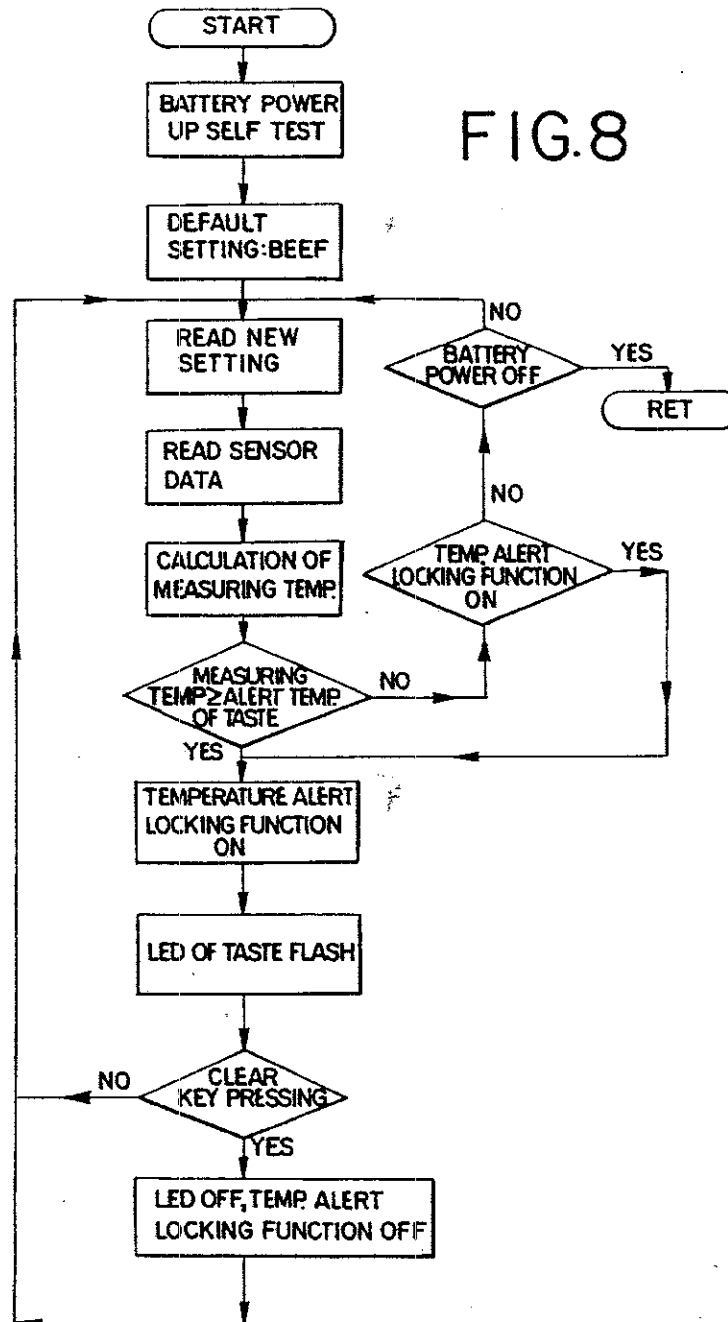 START
BATTERY POWER
UP SELF TEST
FIG.8
DEFAULT
SETTING:BEEF
NO
READ NEW
SETTING
BATTERY
POWER OFF
YES
RET
READ SENSOR
DATA
NO
CALCULATION OF
MEASURING TEMP.
TEMP. ALERT
LOCKING FUNCTION
ON
YES
MEASURING
TEMP.≥ALERT TEMP.
OF TASTE
NO
YES
TEMPERATURE ALERT
LOCKING FUNCTION
ON
LED OF TASTE FLASH
CLEAR
KEY PRESSING
NO
YES
LED OFF, TEMP. ALERT
LOCKING FUNCTION OFF